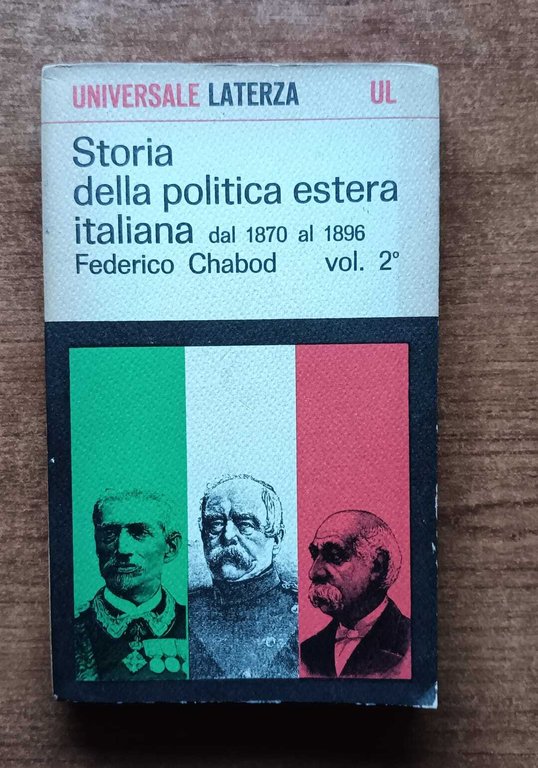 UNIVERSALE LATERZA UL
Storia
della politica estera
italiana dal 1870 al 1896
Federico Chabod vol. 2°